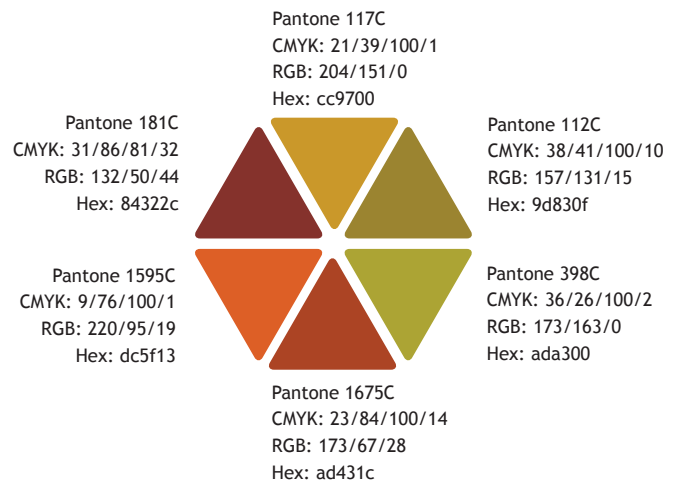 Pantone 117C
CMYK: 21/39/100/1
RGB: 204/151/0
Hex: cc9700
Pantone 181C
CMYK: 31/86/81/32
RGB: 132/50/44
Hex: 84322c
Pantone 112C
CMYK: 38/41/100/10
RGB: 157/131/15
Hex: 9d830f
Pantone 1595C
CMYK: 9/76/100/1
RGB: 220/95/19
Hex: dc5f13
Pantone 398C
CMYK: 36/26/100/2
RGB: 173/163/0
Hex: ada300
Pantone 1675C
CMYK: 23/84/100/14
RGB: 173/67/28
Hex: ad431c